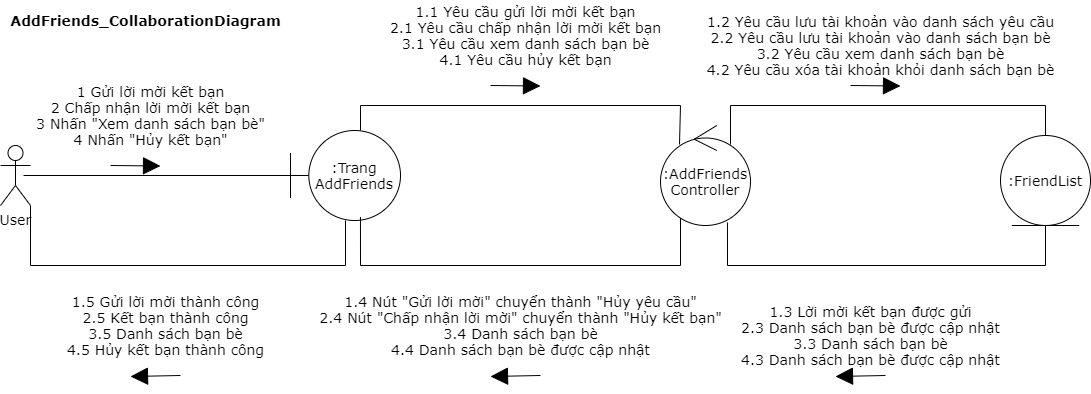 AddFriends_CollaborationDiagram
1.1 Yêu cầu gửi lời mời kết bạn
2.1 Yêu cầu chấp nhận lời mời kết bạn
3.1 Yêu cầu xem danh sách bạn bè
4.1 Yêu cầu hủy kết bạn
1.2 Yêu cầu lưu tài khoản vào danh sách yêu cầu
2.2 Yêu cầu lưu tài khoản vào danh sách bạn bè
3.2 Yêu cầu xem danh sách bạn bè
4.2 Yêu cầu xóa tài khoản khỏi danh sách bạn bè
1 Gửi lời mời kết bạn
2 Chấp nhận lời mời kết bạn
3 Nhấn "Xem danh sách bạn bè"
4 Nhấn "Hủy kết bạn"
User
:Trang
AddFriends
:AddFriends
Controller
:FriendList
1.5 Gửi lời mời thành công
2.5 Kết bạn thành công
3.5 Danh sách bạn bè
4.5 Hủy kết bạn thành công
1.4 Nút "Gửi lời mời" chuyển thành "Hủy yêu cầu"
2.4 Nút "Chấp nhận lời mời" chuyển thành "Hủy kết bạn"
3.4 Danh sách bạn bè
4.4 Danh sách bạn bè được cập nhật
1.3 Lời mời kết bạn được gửi
2.3 Danh sách bạn bè được cập nhật
3.3 Danh sách bạn bè
4.3 Danh sách bạn bè được cập nhật